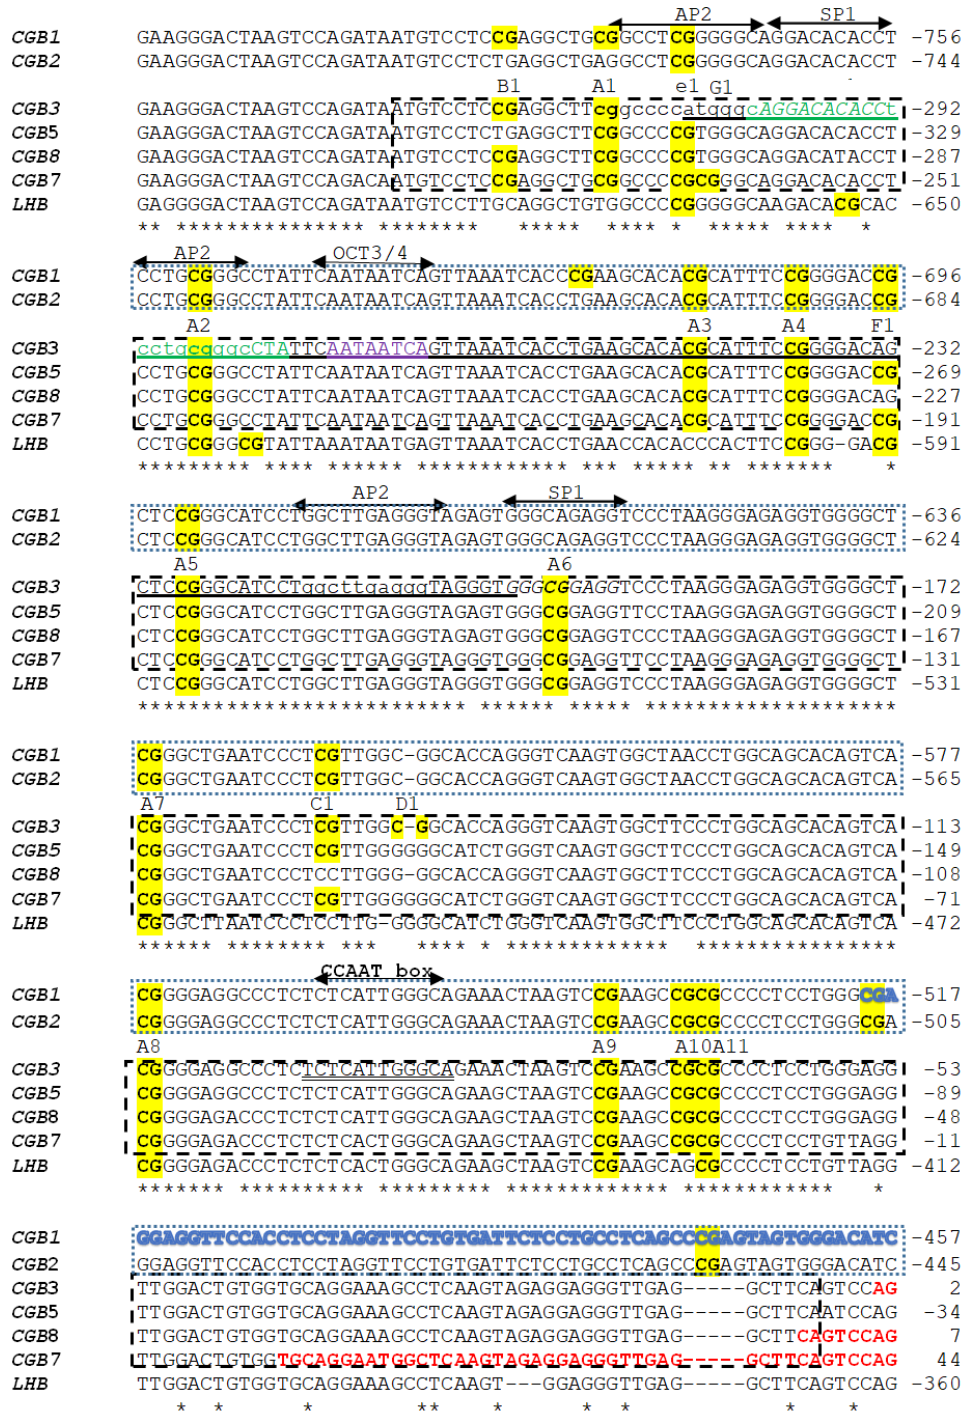 AP2 SP1
CGB1 GAAGGGACTAAGTCCAGATAATGTCCTCCGAGGCTGCGGCCTCGGGGGCAGGACACACCT -756
CGB2 GAAGGGACTAAGTCCAGATAATGTCCTCTGAGGCTGAGGCCTCGGGGGCAGGACACACCT -744
B1 A1 e1 G1
CGB3 GAAGGGACTAAGTCCAGATAATGTCCTCCGAGGCTTcggccccatgggcAGGACACACCt -292
CGB5 GAAGGGACTAAGTCCAGATAATGTCCTCTGAGGCTTCGGCCCCGTGGGCAGGACACACCT -329
CGB8 GAAGGGACTAAGTCCAGATAATGTCCTCCGAGGCTTCGGCCCCGTGGGCAGGACATACCT -287
CGB7 GAAGGGACTAAGTCCAGACAATGTCCTCCGAGGCTGCGGCCCCGCGGGCAGGACACACCT -251
LHB GAGGGGACTAAGTCCAGATAATGTCCTTGCAGGCTGTGGCCCCGGGGGCAAGACACGCAC -650
** ************** ******** ***** **** * ***** **** *
AP2 OCT3/4
CGB1 CCTGCGGGCCTATTCAATAATCAGTTAAATCACCCGAAGCACACGCATTTCCGGGGACCG -696
CGB2 CCTGCGGGCCTATTCAATAATCAGTTAAATCACCTGAAGCACACGCATTTCCGGGGACCG -684
A2 A3 A4 F1
CGB3 cctgcgggcCTATTCAATAATCAGTTAAATCACCTGAAGCACACGCATTTCCGGGGACAG -232
CGB5 CCTGCGGGCCTATTCAATAATCAGTTAAATCACCTGAAGCACACGCATTTCCGGGGACCG -269
CGB8 CCTGCGGGCCTATTCAATAATCAGTTAAATCACCTGAAGCACACGCATTTCCGGGGACAG -227
CGB7 CCTGCGGGCCTATTCAATAATCAGTTAAATCACCTGAAGCACACGCATTTCCGGGGACCG -191
LHB CCTGCGGGCGTATTAAATAATGAGTTAAATCACCTGAACCACACCCACTTCCGGG-GACG -591
********* **** ****** ************** *** ** ** ******* *
AP2 SP1
CGB1 CTCCGGGCATCCTGGCTTGAGGGTAGAGTGGGCAGAGGTCCCTAAGGGAGAGGTGGGGCT -636
CGB2 CTCCGGGCATCCTGGCTTGAGGGTAGAGTGGGCAGAGGTCCCTAAGGGAGAGGTGGGGCT -624
A5 A6
CGB3 CTCCGGGCATCCTggcttgagggTAGGGTGGGCGGAGGTCCCTAAGGGAGAGGTGGGGCT -172
CGB5 CTCCGGGCATCCTGGCTTGAGGGTAGAGTGGGCGGAGGTTCCTAAGGGAGAGGTGGGGCT -209
CGB8 CTCCGGGCATCCTGGCTTGAGGGTAGAGTGGGCGGAGGTCCCTAAGGGAGAGGTGGGGCT -167
CGB7 CTCCGGGCATCCTGGCTTGAGGGTAGGGTGGGCGGAGGTTCCTAAGGGAGAGGTGGGGCT -131
LHB CTCCGGGCATCCTGGCTTGAGGGTAGGGTGGGCGGAGGTCCCTAAGGGAGAGGTGGGGCT -531
************************** ****** ***** ********************
CGB1 CGGGCTGAATCCCTCGTTGGC-GGCACCAGGGTCAAGTGGCTAACCTGGCAGCACAGTCA -577
CGB2 CGGGCTGAATCCCTCGTTGGC-GGCACCAGGGTCAAGTGGCTAACCTGGCAGCACAGTCA -565
A7 C1 D1
CGB3 CGGGCTGAATCCCTCGTTGGC-GGCACCAGGGTCAAGTGGCTTCCCTGGCAGCACAGTCA -113
CGB5 CGGGCTGAATCCCTCGTTGGGGGGCATCTGGGTCAAGTGGCTTCCCTGGCAGCACAGTCA -149
CGB8 CGGGCTGAATCCCTCCTTGGG-GGCACCAGGGTCAAGTGGCTTCCCTGGCAGCACAGTCA -108
CGB7 CGGGCTGAATCCCTCGTTGGGGGGCATCTGGGTCAAGTGGCTTCCCTGGCAGCACAGTCA -71
LHB CGGGCTTAATCCCTCCTTG-GGGGCATCTGGGTCAAGTGGCTTCCCTGGCAGCACAGTCA -472
****** ******** *** **** * ************* ****************
CCAAT box
CGB1 CGGGGAGGCCCTCTCTCATTGGGCAGAAACTAAGTCCGAAGCCGCGCCCCTCCTGGGCGA -517
CGB2 CGGGGAGGCCCTCTCTCATTGGGCAGAAACTAAGTCCGAAGCCGCGCCCCTCCTGGGCGA -505
A8 A9 A10A11
CGB3 CGGGGAGGCCCTCTCTCATTGGGCAGAAACTAAGTCCGAAGCCGCGCCCCTCCTGGGAGG -53
CGB5 CGGGGAGGCCCTCTCTCATTGGGCAGAAGCTAAGTCCGAAGCCGCGCCCCTCCTGGGAGG -89
CGB8 CGGGGAGACCCTCTCTCATTGGGCAGAAGCTAAGTCCGAAGCCGCGCCCCTCCTGGGAGG -48
CGB7 CGGGGAGACCCTCTCTCACTGGGCAGAAGCTAAGTCCGAAGCCGCGCCCCTCCTGTTAGG -11
LHB CGGGGAGACCCTCTCTCACTGGGCAGAAGCTAAGTCCGAAGCAGCGCCCCTCCTGTTAGG -412
******* ********** ********* ************* ************ *
CGB1 GGAGGTTCCACCTCCTAGGTTCCTGTGATTCTCCTGCCTCAGCCCCGAGTAGTGGGACATC -457
CGB2 GGAGGTTCCACCTCCTAGGTTCCTGTGATTCTCCTGCCTCAGCCCCGAGTAGTGGGACATC -445
CGB3 TTGGACTGTGGTGCAGGAAAGCCTCAAGTAGAGGAGGGTTGAG-----GCTTCAGTCCAG 2
CGB5 TTGGACTGTGGTGCAGGAAAGCCTCAAGTAGAGGAGGGTTGAG-----GCTTCAATCCAG -34
CGB8 TTGGACTGTGGTGCAGGAAAGCCTCAAGTAGAGGAGGGTTGAG-----GCTTCAGTCCAG 7
CGB7 TTGGACTGTGGTGCAGGAATGGCTCAAGTAGAGGAGGGTTGAG-----GCTTCAGTCCAG 44
LHB TTGGACTGTGGTGCAGGAAAGCCTCAAGT---GGAGGGTTGAG-----GCTTCAGTCCAG -360
* * * ** * * * * *